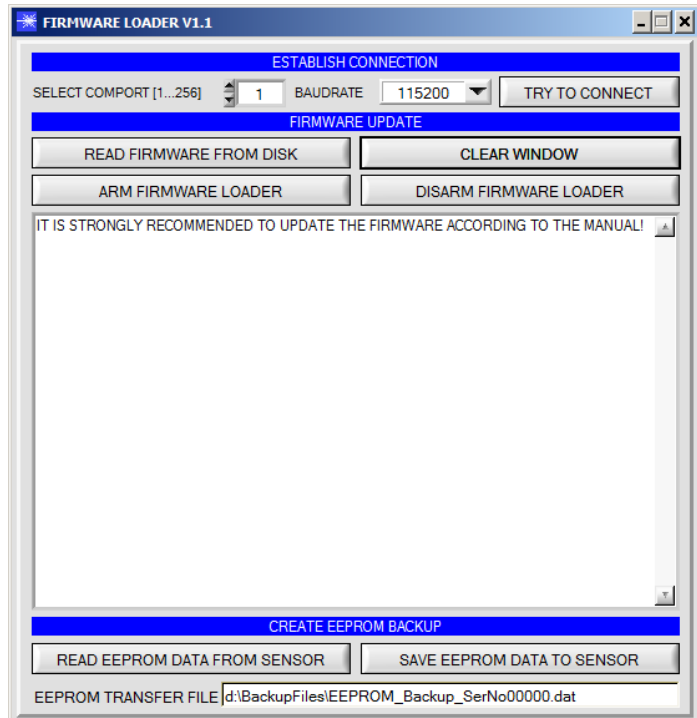 FIRMWARE LOADER V1.1
ESTABLISH CONNECTION
SELECT COMPORT [1...256] 1 BAUDRATE 115200 TRY TO CONNECT
FIRMWARE UPDATE
READ FIRMWARE FROM DISK CLEAR WINDOW
ARM FIRMWARE LOADER DISARM FIRMWARE LOADER
IT IS STRONGLY RECOMMENDED TO UPDATE THE FIRMWARE ACCORDING TO THE MANUAL!
CREATE EEPROM BACKUP
READ EEPROM DATA FROM SENSOR SAVE EEPROM DATA TO SENSOR
EEPROM TRANSFER FILE d:\BackupFiles\EEPROM_Backup_SerNo00000.dat